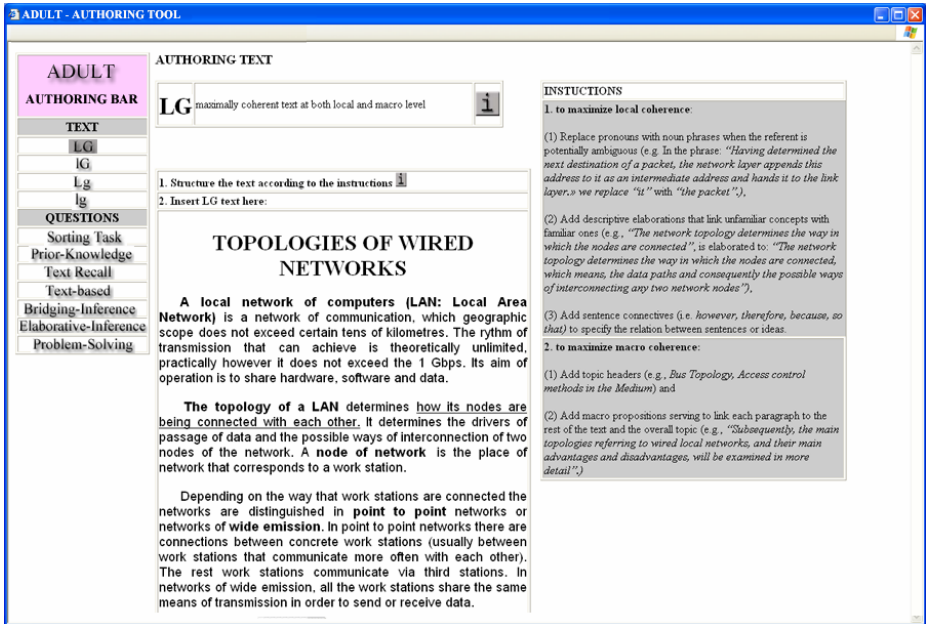 ADULT - AUTHORING TOOL
ADULT
AUTHORING BAR
TEXT
LG
lG
Lg
lg
QUESTIONS
Sorting Task
Prior-Knowledge
Text Recall
Text-based
Bridging-Inference
Elaborative-Inference
Problem-Solving
AUTHORING TEXT
LG maximally coherent text at both local and macro level i
1. Structure the text according to the instructions i
2. Insert LG text here:
TOPOLOGIES OF WIRED
NETWORKS
A local network of computers (LAN: Local Area
Network) is a network of communication, which geographic
scope does not exceed certain tens of kilometres. The rythm of
transmission that can achieve is theoretically unlimited,
practically however it does not exceed the 1 Gbps. Its aim of
operation is to share hardware, software and data.
The topology of a LAN determines how its nodes are
being connected with each other. It determines the drivers of
passage of data and the possible ways of interconnection of two
nodes of the network. A node of network is the place of
network that corresponds to a work station.
Depending on the way that work stations are connected the
networks are distinguished in point to point networks or
networks of wide emission. In point to point networks there are
connections between concrete work stations (usually between
work stations that communicate more often with each other).
The rest work stations communicate via third stations. In
networks of wide emission, all the work stations share the same
means of transmission in order to send or receive data.
INSTUCTIONS
1. to maximize local coherence:
(1) Replace pronouns with noun phrases when the referent is
potentially ambiguous (e.g. In the phrase: “Having determined the
next destination of a packet, the network layer appends this
address to it as an intermediate address and hands it to the link
layer.» we replace “it” with “the packet”.),
(2) Add descriptive elaborations that link unfamiliar concepts with
familiar ones (e.g., “The network topology determines the way in
which the nodes are connected”, is elaborated to: “The network
topology determines the way in which the nodes are connected,
which means, the data paths and consequently the possible ways
of interconnecting any two network nodes”),
(3) Add sentence connectives (i.e. however, therefore, because, so
that) to specify the relation between sentences or ideas.
2. to maximize macro coherence:
(1) Add topic headers (e.g., Bus Topology, Access control
methods in the Medium) and
(2) Add macro propositions serving to link each paragraph to the
rest of the text and the overall topic (e.g., “Subsequently, the main
topologies referring to wired local networks, and their main
advantages and disadvantages, will be examined in more
detail”.)